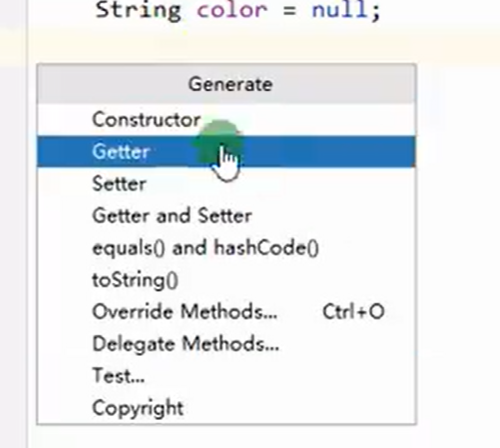 String color = null;
Generate
Constructor
Getter
Setter
Getter and Setter
equals() and hashCode()
toString()
Override Methods... Ctrl+O
Delegate Methods...
Test...
Copyright